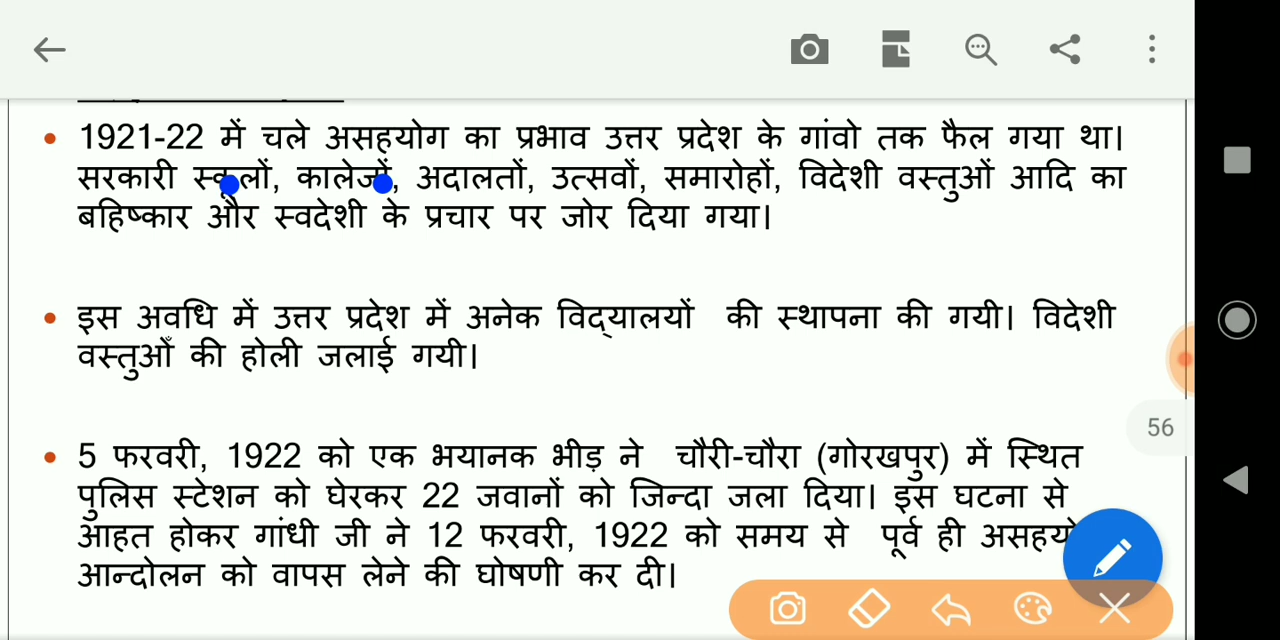 1921-22 में चले असहयोग का प्रभाव उत्तर प्रदेश के गांवो तक फैल गया था।
सरकारी स्कूलों, कालेजों, अदालतों, उत्सवों, समारोहों, विदेशी वस्तुओं आदि का
बहिष्कार और स्वदेशी के प्रचार पर जोर दिया गया।
इस अवधि में उत्तर प्रदेश में अनेक विद्‌यालयों की स्थापना की गयी। विदेशी
वस्तुओँ की होली जलाई गयी।
56
5 फरवरी, 1922 को एक भयानक भीड़ ने चौरी-चौरा (गोरखपुर) में स्थित
पुलिस स्टेशन को घेरकर 22 जवानों को जिन्दा जला दिया। इस घटना से
आहत होकर गांधी जी ने 12 फरवरी, 1922 को समय से पूर्व ही
आन्दोलन को वापस लेने की घोषणी कर दी।